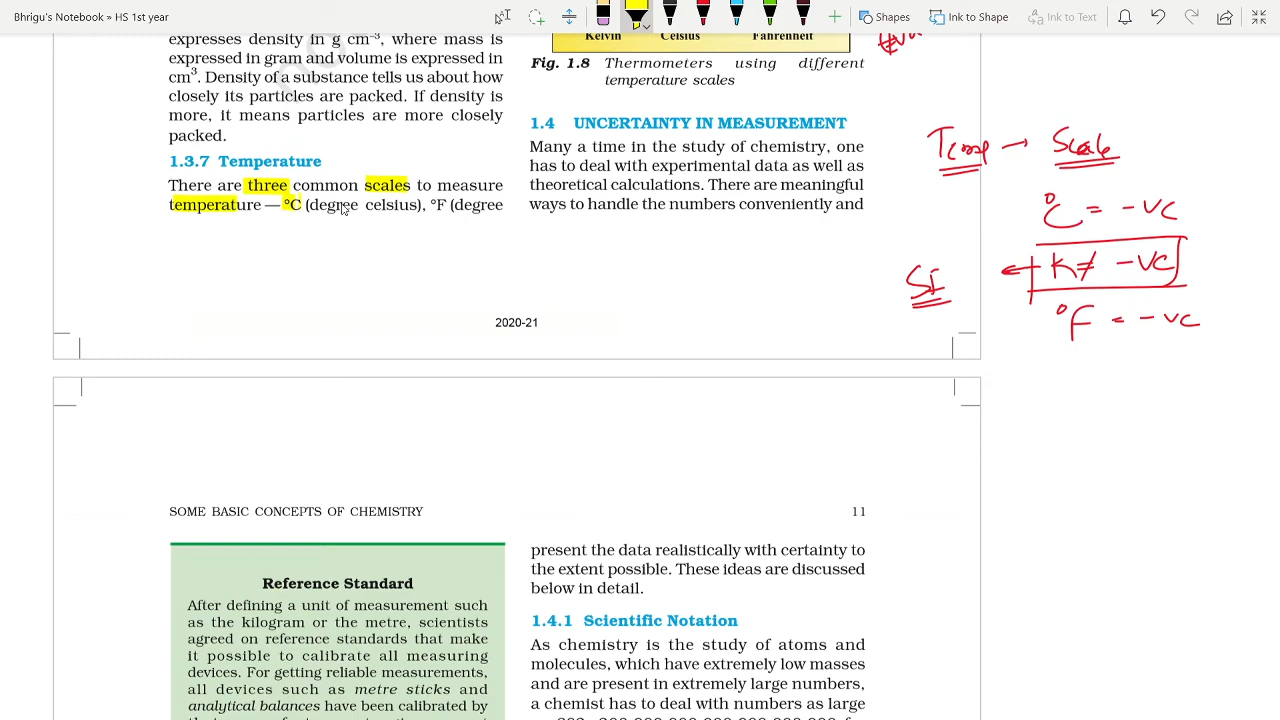 Bhrigu's Notebook » HS 1st year
Shapes
Ink to Shape
Ink to Text
expresses density in g cm⁻³, where mass is
expressed in gram and volume is expressed in
cm³. Density of a substance tells us about how
closely its particles are packed. If density is
more, it means particles are more closely
packed.
1.3.7 Temperature
There are three common scales to measure
temperature — °C (degree celsius), °F (degree
Kelvin Celsius Fahrenheit
Fig. 1.8 Thermometers using different
temperature scales
1.4 UNCERTAINTY IN MEASUREMENT
Many a time in the study of chemistry, one
has to deal with experimental data as well as
theoretical calculations. There are meaningful
ways to handle the numbers conveniently and
Temp → Scale
°C = -ve
K ≠ -ve
SI
°F = -ve
2020-21
SOME BASIC CONCEPTS OF CHEMISTRY
11
Reference Standard
After defining a unit of measurement such
as the kilogram or the metre, scientists
agreed on reference standards that make
it possible to calibrate all measuring
devices. For getting reliable measurements,
all devices such as metre sticks and
analytical balances have been calibrated by
present the data realistically with certainty to
the extent possible. These ideas are discussed
below in detail.
1.4.1 Scientific Notation
As chemistry is the study of atoms and
molecules, which have extremely low masses
and are present in extremely large numbers,
a chemist has to deal with numbers as large